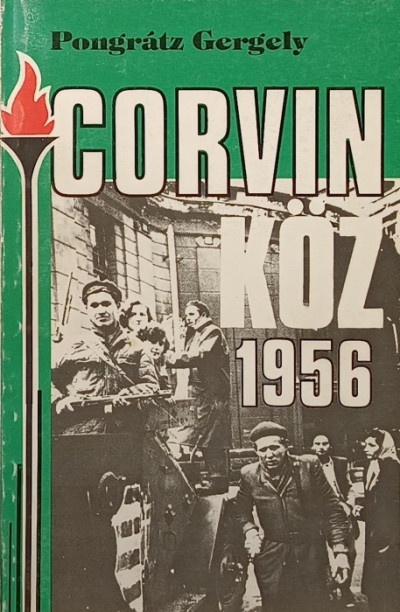 Pongrátz Gergely
CORVIN
KÖZ
1956